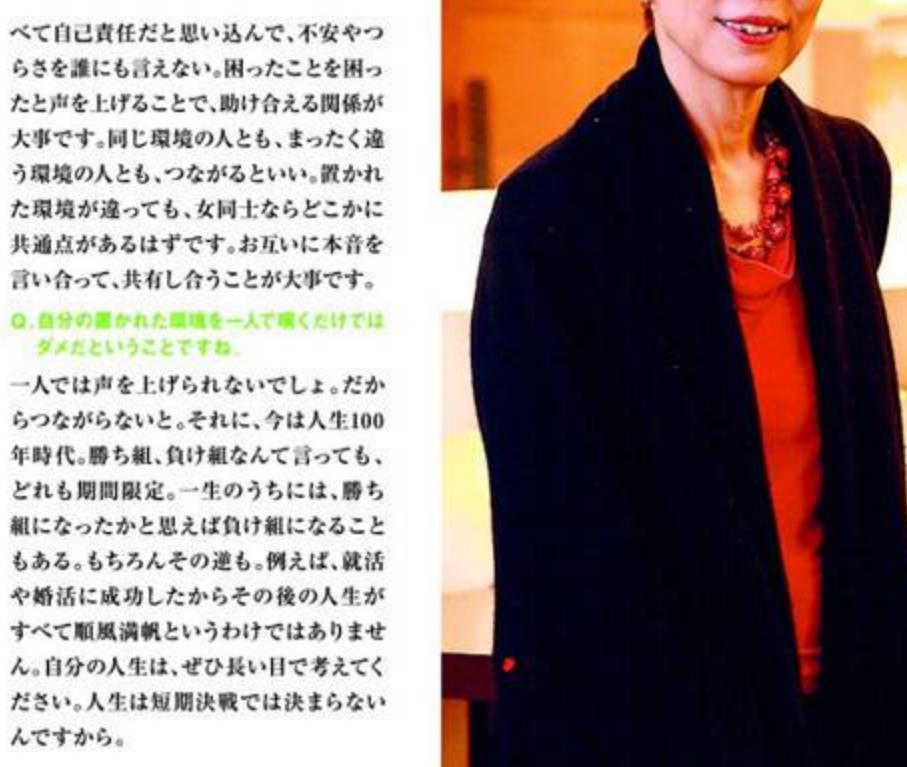 べて自己責任だと思い込んで、不安やつ
らさを誰にも言えない。困ったことを困っ
たと声を上げることで、助け合える関係が
大事です。同じ環境の人とも、まったく違
う環境の人とも、つながるといい。置かれ
た環境が違っても、女同士ならどこかに
共通点があるはずです。お互いに本音を
言い合って、共有し合うことが大事です。
Q.自分の置かれた環境を一人で嘆くだけでは
ダメだということですね。
一人では声を上げられないでしょ。だか
らつながらないと。それに、今は人生100
年時代。勝ち組、負け組なんて言っても、
どれも期間限定。一生のうちには、勝ち
組になったかと思えば負け組になること
もある。もちろんその逆も。例えば、就活
や婚活に成功したからその後の人生が
すべて順風満帆というわけではありませ
ん。自分の人生は、ぜひ長い目で考えてく
ださい。人生は短期決戦では決まらない
んですから。